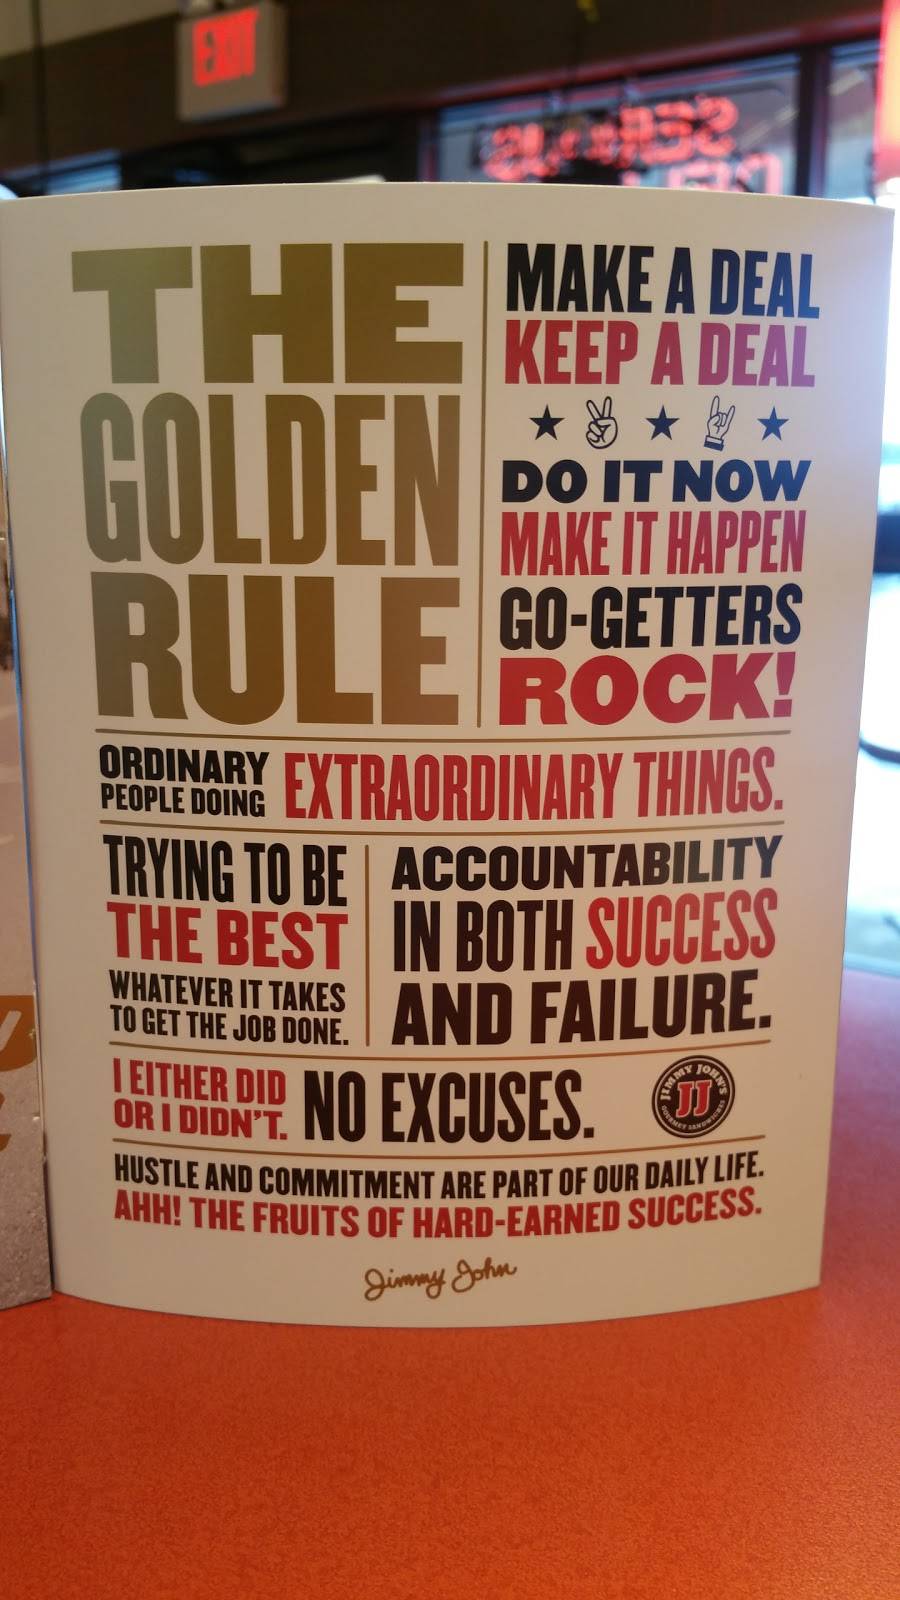 EXIT
SERIOUS
THE
GOLDEN
RULE
MAKE A DEAL
KEEP A DEAL
DO IT NOW
MAKE IT HAPPEN
GO-GETTERS
ROCK!
ORDINARY
PEOPLE DOING
EXTRAORDINARY THINGS.
TRYING TO BE
THE BEST
WHATEVER IT TAKES
TO GET THE JOB DONE.
ACCOUNTABILITY
IN BOTH SUCCESS
AND FAILURE.
I EITHER DID
OR I DIDN'T.
NO EXCUSES.
JIMMY JOHN'S
JJ
GOURMET SANDWICHES
HUSTLE AND COMMITMENT ARE PART OF OUR DAILY LIFE.
AHH! THE FRUITS OF HARD-EARNED SUCCESS.
Jimmy John